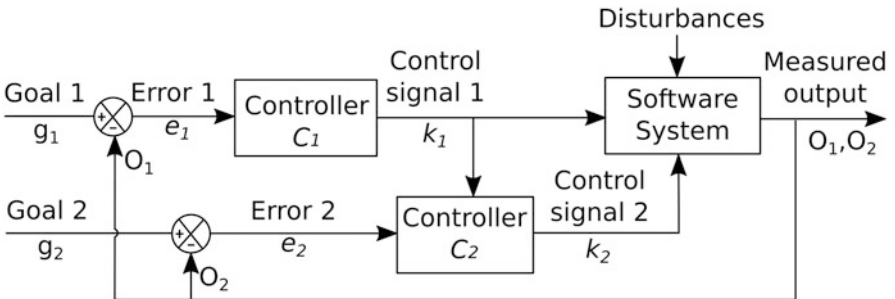 Disturbances
Goal 1
g₁
+
-
O₁
Error 1
e₁
Controller
C₁
Control
signal 1
k₁
Software
System
Measured
output
O₁,O₂
Goal 2
g₂
+
-
O₂
Error 2
e₂
Controller
C₂
Control
signal 2
k₂